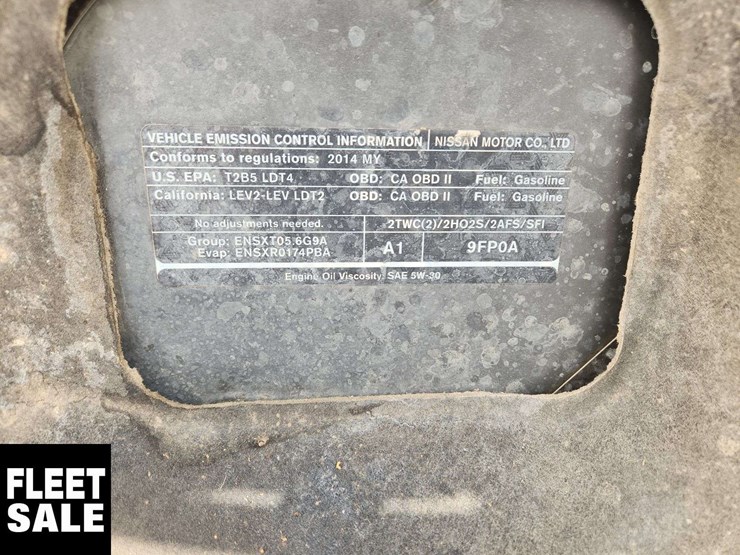 VEHICLE EMISSION CONTROL INFORMATION NISSAN MOTOR CO., LTD
Conforms to regulations: 2014 MY
U.S. EPA: T2B5 LDT4 OBD: CA OBD II Fuel: Gasoline
California: LEV2-LEV LDT2 OBD: CA OBD II Fuel: Gasoline
No adjustments needed. 2TWC(2)/2HO2S/2AFS/SFI
Group: ENSXT05.6G9A
Evap: ENSXR0174PBA A1 9FP0A
Engine Oil Viscosity: SAE 5W-30
FLEET
SALE